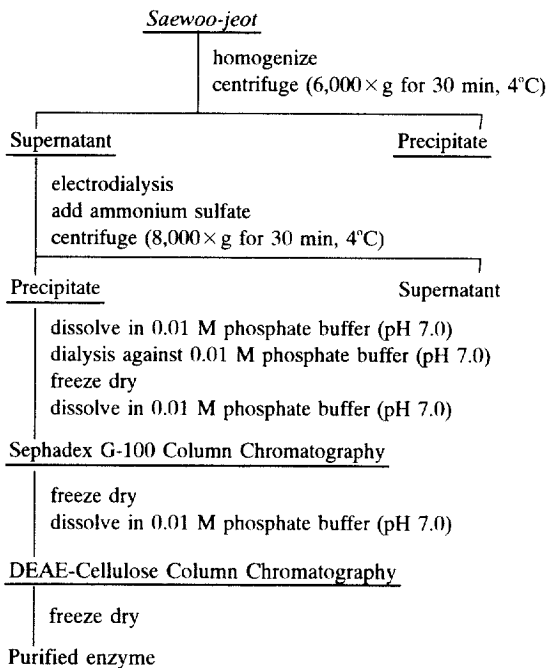 Saewoo-jeot
homogenize
centrifuge (6,000×g for 30 min, 4°C)
Supernatant Precipitate
electrodialysis
add ammonium sulfate
centrifuge (8,000×g for 30 min, 4°C)
Precipitate Supernatant
dissolve in 0.01 M phosphate buffer (pH 7.0)
dialysis against 0.01 M phosphate buffer (pH 7.0)
freeze dry
dissolve in 0.01 M phosphate buffer (pH 7.0)
Sephadex G-100 Column Chromatography
freeze dry
dissolve in 0.01 M phosphate buffer (pH 7.0)
DEAE-Cellulose Column Chromatography
freeze dry
Purified enzyme